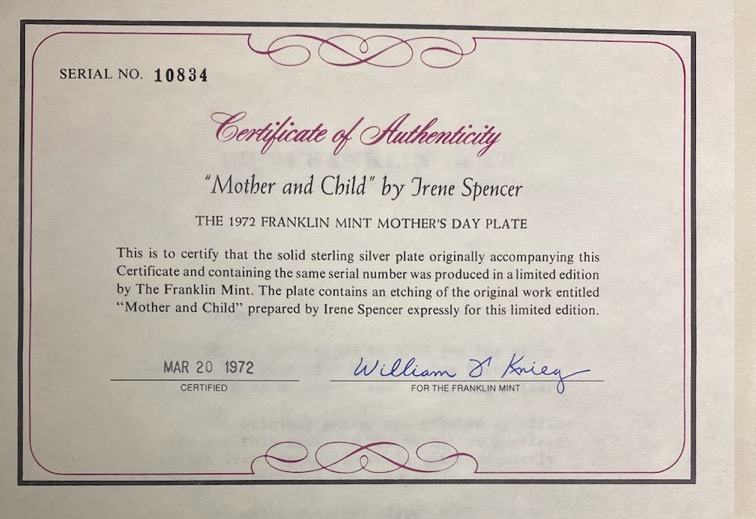 SERIAL NO. 10834
Certificate of Authenticity
"Mother and Child" by Irene Spencer
THE 1972 FRANKLIN MINT MOTHER'S DAY PLATE
This is to certify that the solid sterling silver plate originally accompanying this
Certificate and containing the same serial number was produced in a limited edition
by The Franklin Mint. The plate contains an etching of the original work entitled
"Mother and Child" prepared by Irene Spencer expressly for this limited edition.
MAR 20 1972
William F Krieg
CERTIFIED
FOR THE FRANKLIN MINT